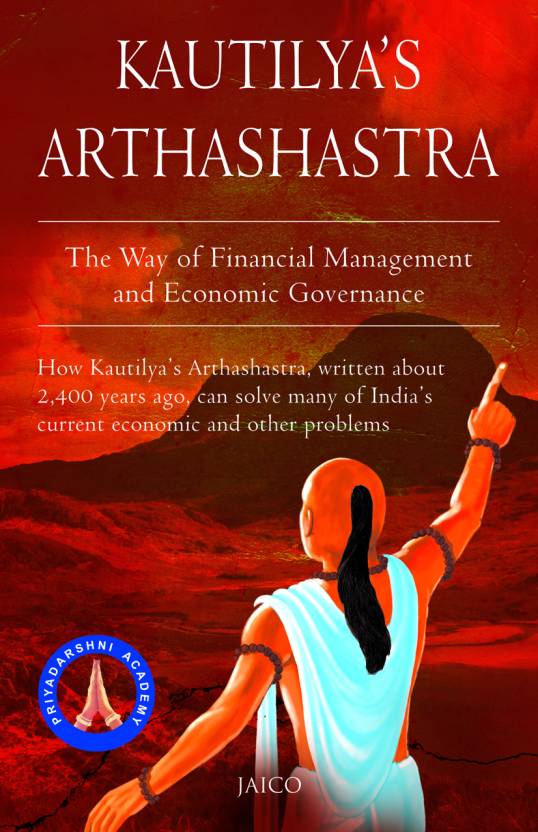 KAUTILYA'S
ARTHASHASTRA
The Way of Financial Management
and Economic Governance
How Kautilya's Arthashastra, written about
2,400 years ago, can solve many of India's
current economic and other problems
PRIYADARSHNI ACADEMY
JAICO